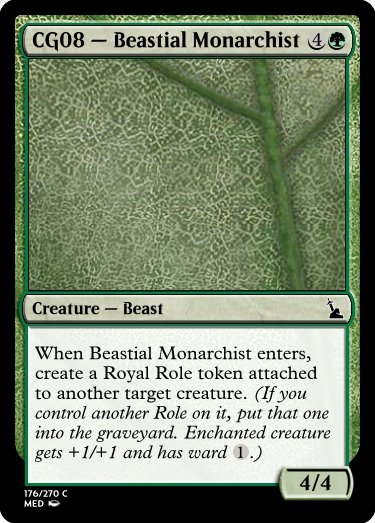 CG08 — Beastial Monarchist 4
Creature — Beast
When Beastial Monarchist enters,
create a Royal Role token attached
to another target creature. (If you
control another Role on it, put that one
into the graveyard. Enchanted creature
gets +1/+1 and has ward 1.)
4/4
176/270 C
MED